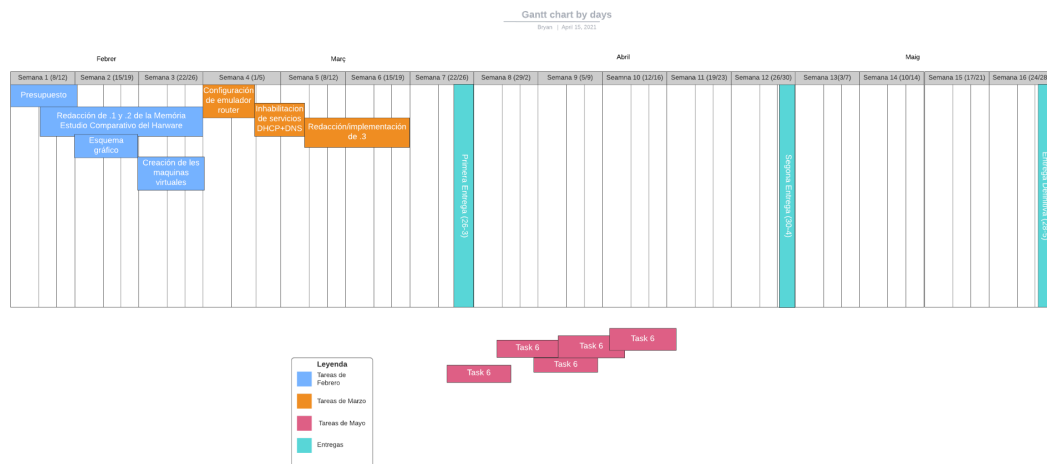 Gantt chart by days
Bryan | April 15, 2021
Febrer
Març
Abril
Maig
Semana 1 (8/12)
Semana 2 (15/19)
Semana 3 (22/26)
Semana 4 (1/5)
Semana 5 (8/12)
Semana 6 (15/19)
Semana 7 (22/26)
Semana 8 (29/2)
Semana 9 (5/9)
Seamna 10 (12/16)
Semana 11 (19/23)
Semana 12 (26/30)
Semana 13(3/7)
Semana 14 (10/14)
Semana 15 (17/21)
Semana 16 (24/28
Presupuesto
Redacción de .1 y .2 de la Memória
Estudio Comparativo del Harware
Esquema
gráfico
Creación de les
maquinas
virtuales
Configuración
de emulador
router
Inhabilitacion
de servicios
DHCP+DNS
Redacción/implementación
de .3
Primera Entrega (26-3)
Segona Entrega (30-4)
Entrega Definitiva (28-5)
Task 6
Task 6
Task 6
Task 6
Task 6
Leyenda
Tareas de
Febrero
Tareas de Marzo
Tareas de Mayo
Entregas